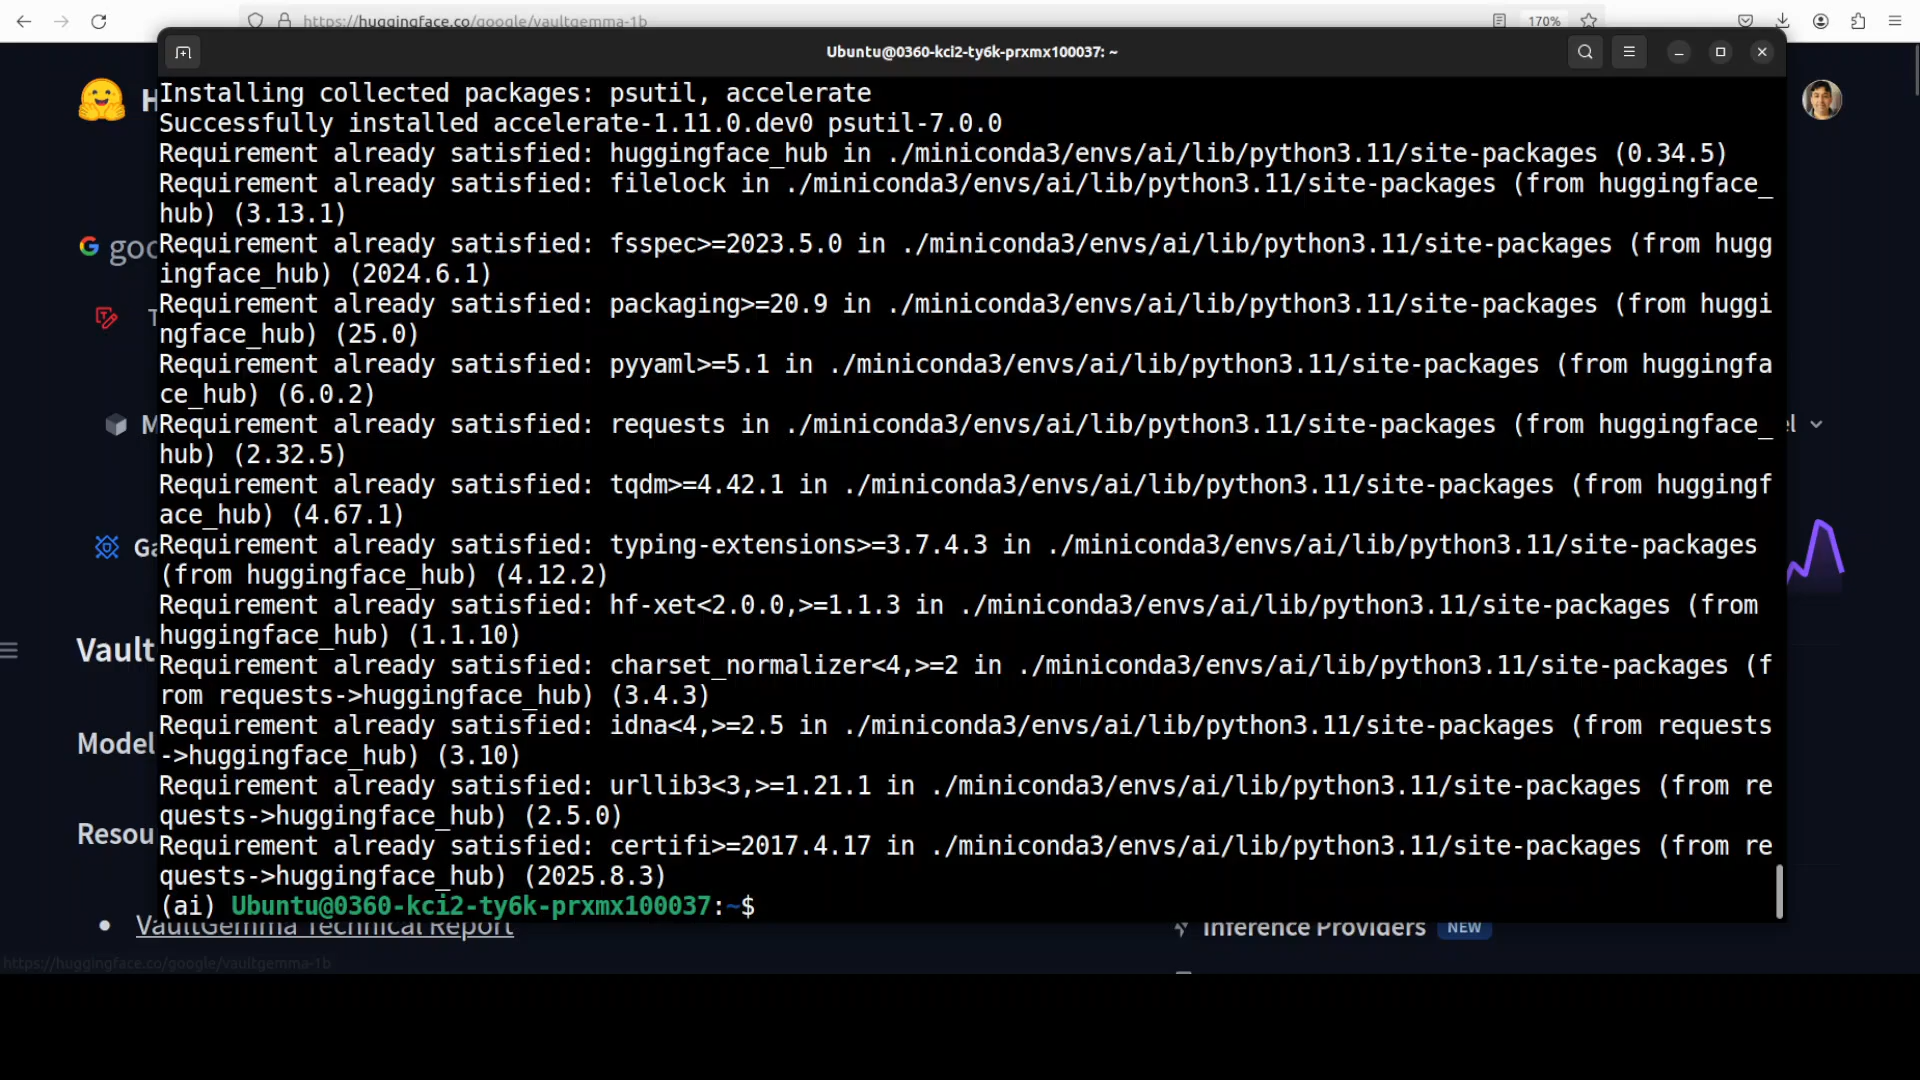 https://huggingface.co/google/vaultgemma-1b
170%
Ubuntu@0360-kci2-ty6k-prxmx100037: ~
Installing collected packages: psutil, accelerate
Successfully installed accelerate-1.11.0.dev0 psutil-7.0.0
Requirement already satisfied: huggingface_hub in ./miniconda3/envs/ai/lib/python3.11/site-packages (0.34.5)
Requirement already satisfied: filelock in ./miniconda3/envs/ai/lib/python3.11/site-packages (from huggingface_
hub) (3.13.1)
Requirement already satisfied: fsspec>=2023.5.0 in ./miniconda3/envs/ai/lib/python3.11/site-packages (from hugg
ingface_hub) (2024.6.1)
Requirement already satisfied: packaging>=20.9 in ./miniconda3/envs/ai/lib/python3.11/site-packages (from huggi
ngface_hub) (25.0)
Requirement already satisfied: pyyaml>=5.1 in ./miniconda3/envs/ai/lib/python3.11/site-packages (from huggingfa
ce_hub) (6.0.2)
Requirement already satisfied: requests in ./miniconda3/envs/ai/lib/python3.11/site-packages (from huggingface_
hub) (2.32.5)
Requirement already satisfied: tqdm>=4.42.1 in ./miniconda3/envs/ai/lib/python3.11/site-packages (from huggingf
ace_hub) (4.67.1)
Requirement already satisfied: typing-extensions>=3.7.4.3 in ./miniconda3/envs/ai/lib/python3.11/site-packages
(from huggingface_hub) (4.12.2)
Requirement already satisfied: hf-xet<2.0.0,>=1.1.3 in ./miniconda3/envs/ai/lib/python3.11/site-packages (from
huggingface_hub) (1.1.10)
Requirement already satisfied: charset_normalizer<4,>=2 in ./miniconda3/envs/ai/lib/python3.11/site-packages (f
rom requests->huggingface_hub) (3.4.3)
Requirement already satisfied: idna<4,>=2.5 in ./miniconda3/envs/ai/lib/python3.11/site-packages (from requests
->huggingface_hub) (3.10)
Requirement already satisfied: urllib3<3,>=1.21.1 in ./miniconda3/envs/ai/lib/python3.11/site-packages (from re
quests->huggingface_hub) (2.5.0)
Requirement already satisfied: certifi>=2017.4.17 in ./miniconda3/envs/ai/lib/python3.11/site-packages (from re
quests->huggingface_hub) (2025.8.3)
(ai) Ubuntu@0360-kci2-ty6k-prxmx100037:~$
H
goo
T
M
el
Ga
Vault
Model
Resou
VaultGemma Technical Report
Inference Providers NEW
https://huggingface.co/google/vaultgemma-1b